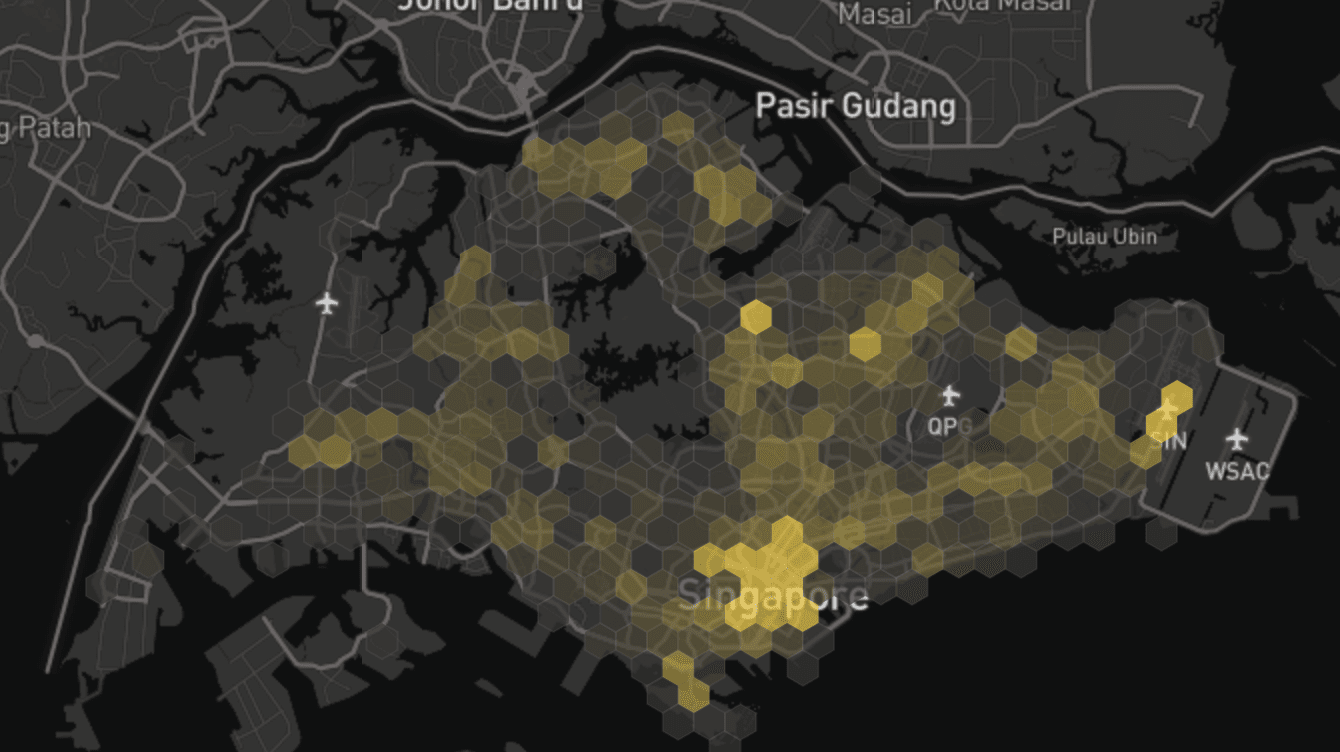 Johor Bahru
Masai
Kota Masai
Pasir Gudang
g Patah
Pulau Ubin
QPG
SIN
WSAC
Singapore